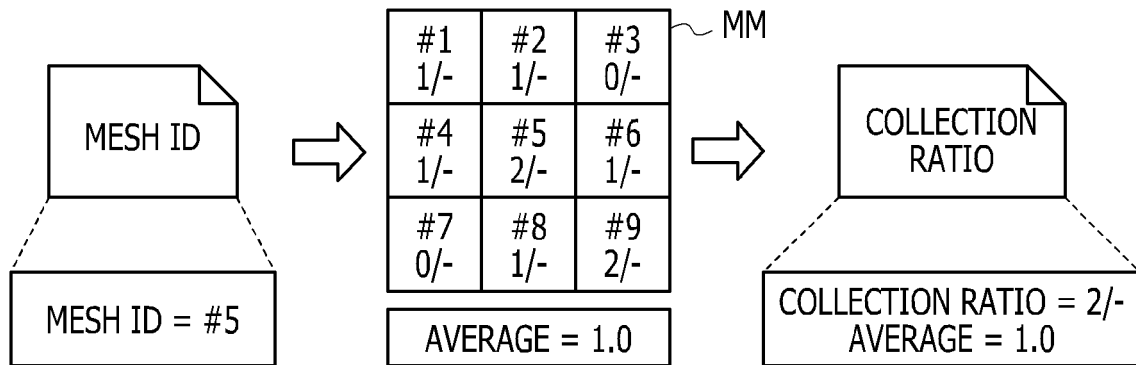 MESH ID
MESH ID = #5
#1 #2 #3
1/- 1/- 0/-
#4 #5 #6
1/- 2/- 1/-
#7 #8 #9
0/- 1/- 2/-
MM
AVERAGE = 1.0
COLLECTION
RATIO
COLLECTION RATIO = 2/-
AVERAGE = 1.0